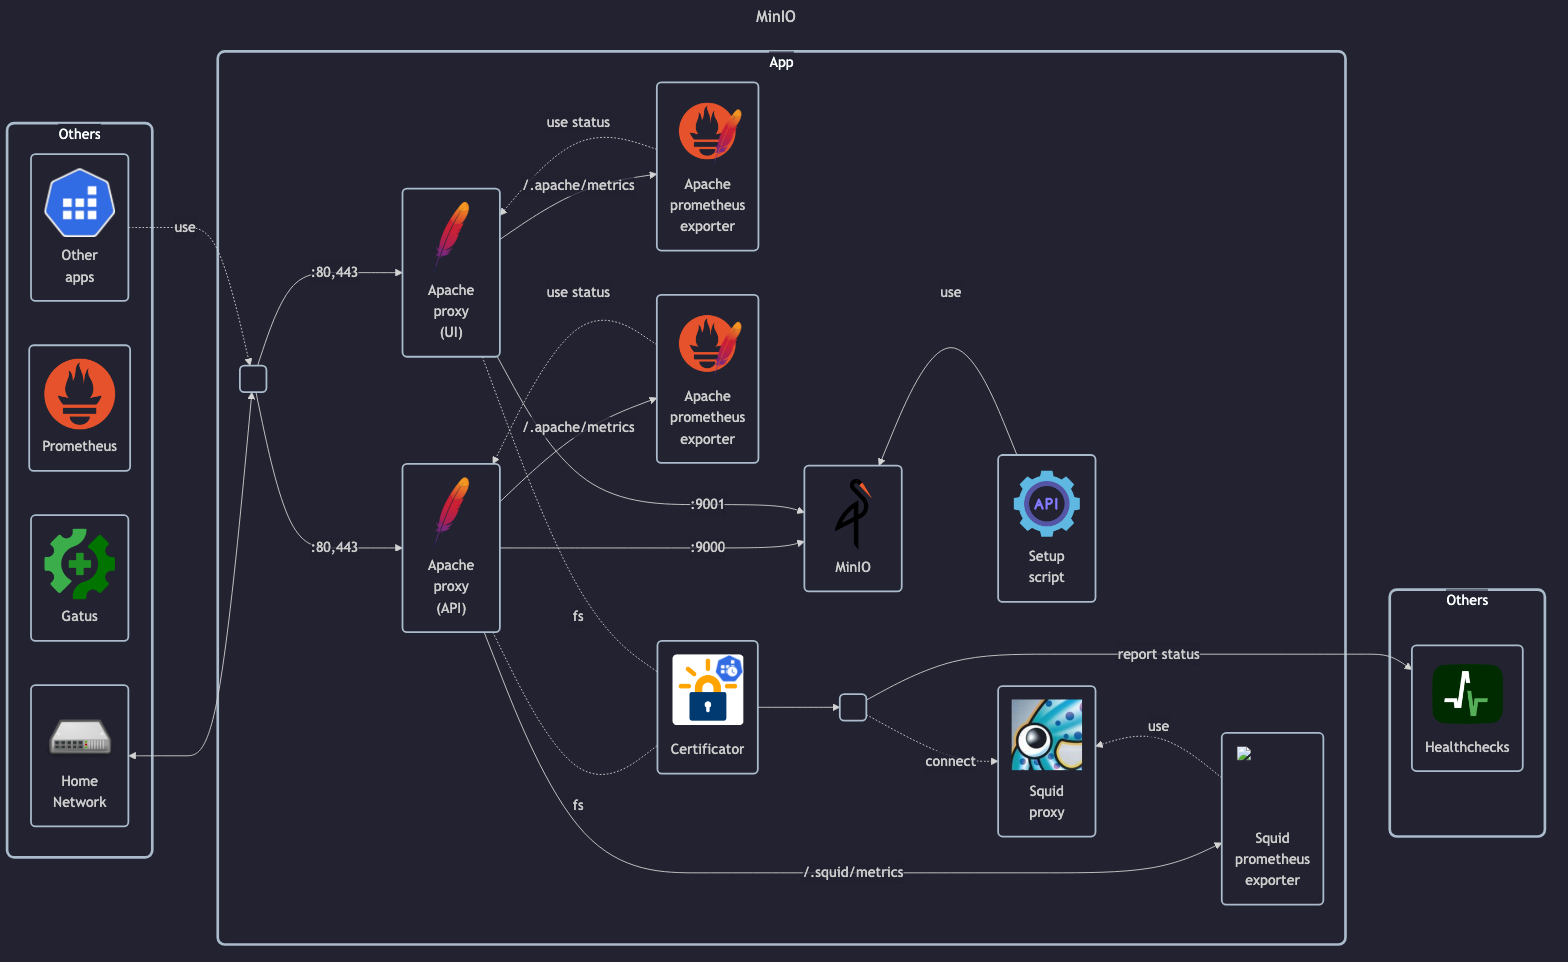 MinIO
App
Others
Other
apps
Prometheus
Gatus
Home
Network
use
:80,443
:80,443
Apache
proxy
(UI)
Apache
proxy
(API)
use status
/.apache/metrics
Apache
prometheus
exporter
use status
/.apache/metrics
Apache
prometheus
exporter
:9001
:9000
MinIO
use
API
Setup
script
fs
fs
Certificator
report status
connect
Squid
proxy
use
/.squid/metrics
Squid
prometheus
exporter
Others
Healthchecks